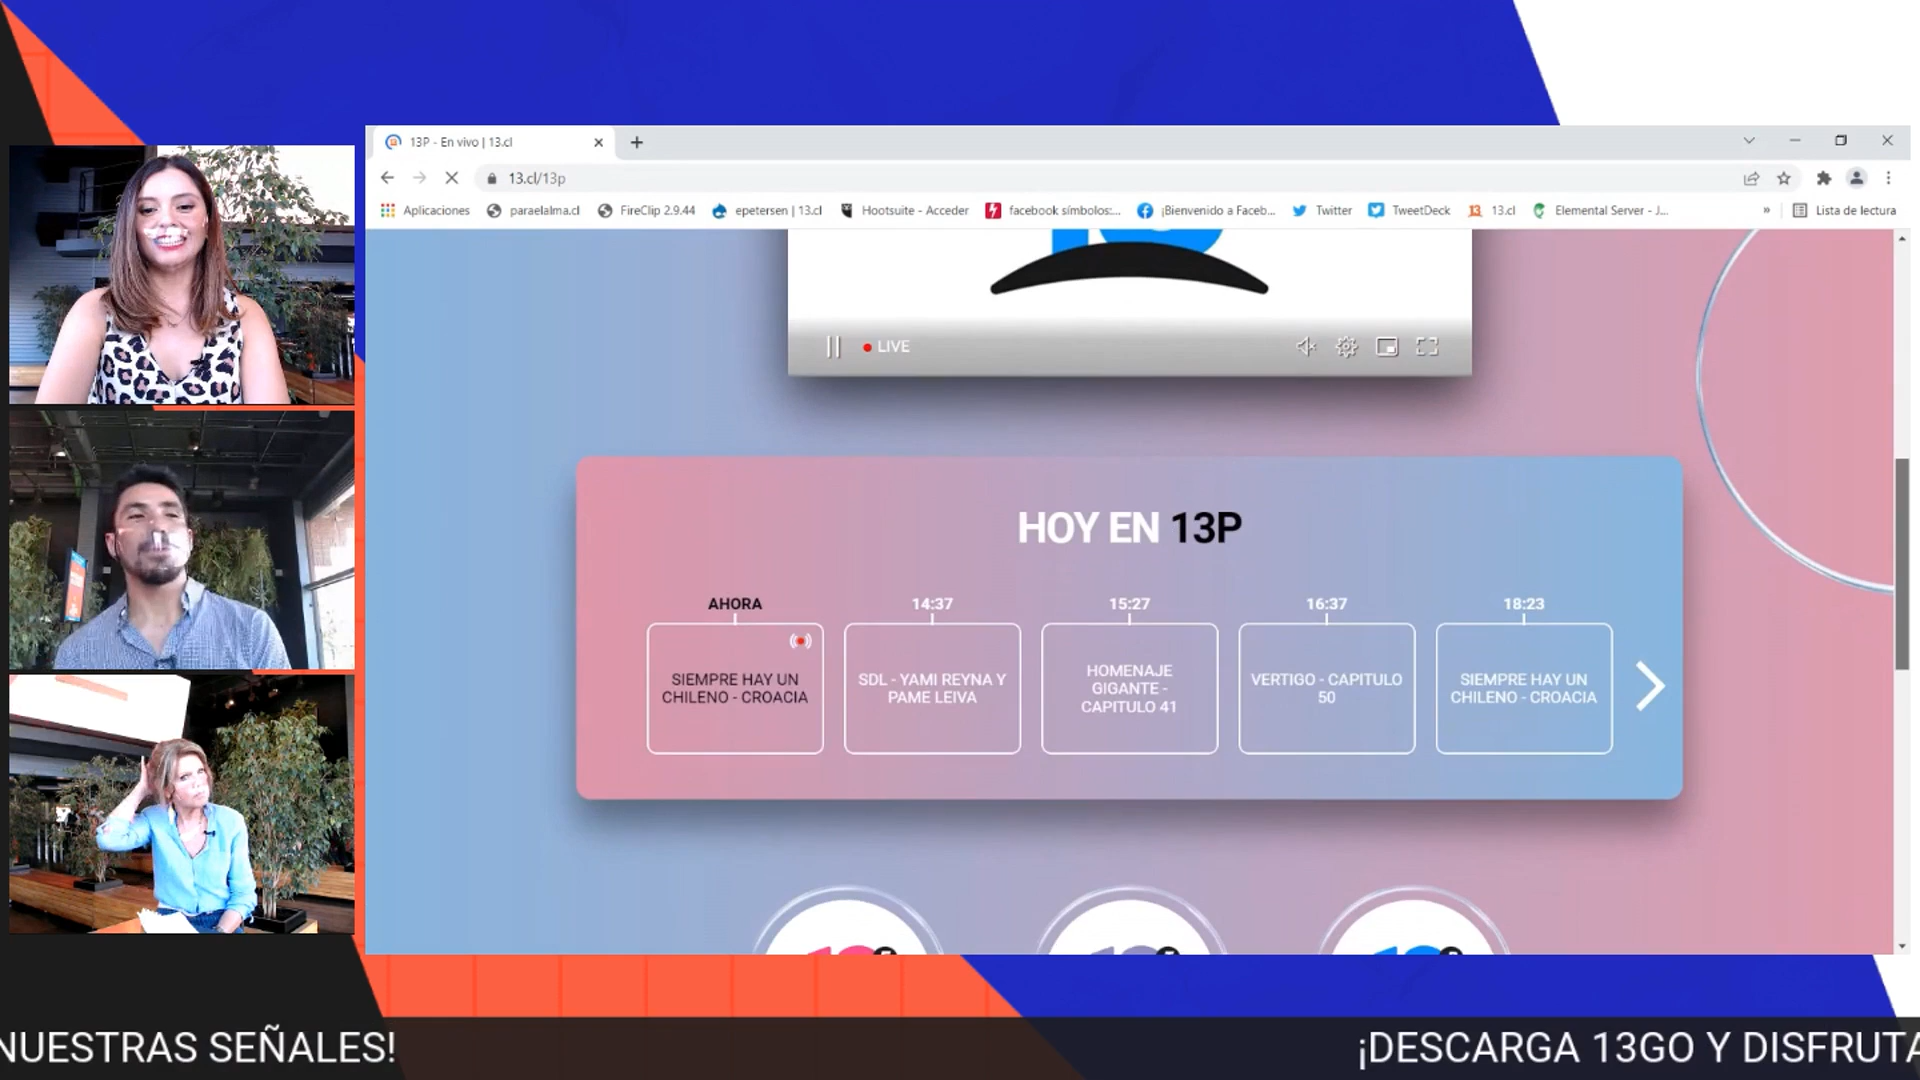 13P - En vivo | 13.cl
13.cl/13p
Aplicaciones
paraelalma.cl
FireClip 2.9.44
epetersen | 13.cl
Hootsuite - Acceder
facebook símbolos:...
¡Bienvenido a Faceb...
Twitter
TweetDeck
13.cl
Elemental Server - J...
»
Lista de lectura
LIVE
HOY EN 13P
AHORA
SIEMPRE HAY UN
CHILENO - CROACIA
14:37
SDL - YAMI REYNA Y
PAME LEIVA
15:27
HOMENAJE
GIGANTE -
CAPITULO 41
16:37
VERTIGO - CAPITULO
50
18:23
SIEMPRE HAY UN
CHILENO - CROACIA
NUESTRAS SEÑALES!
¡DESCARGA 13GO Y DISFRUTA